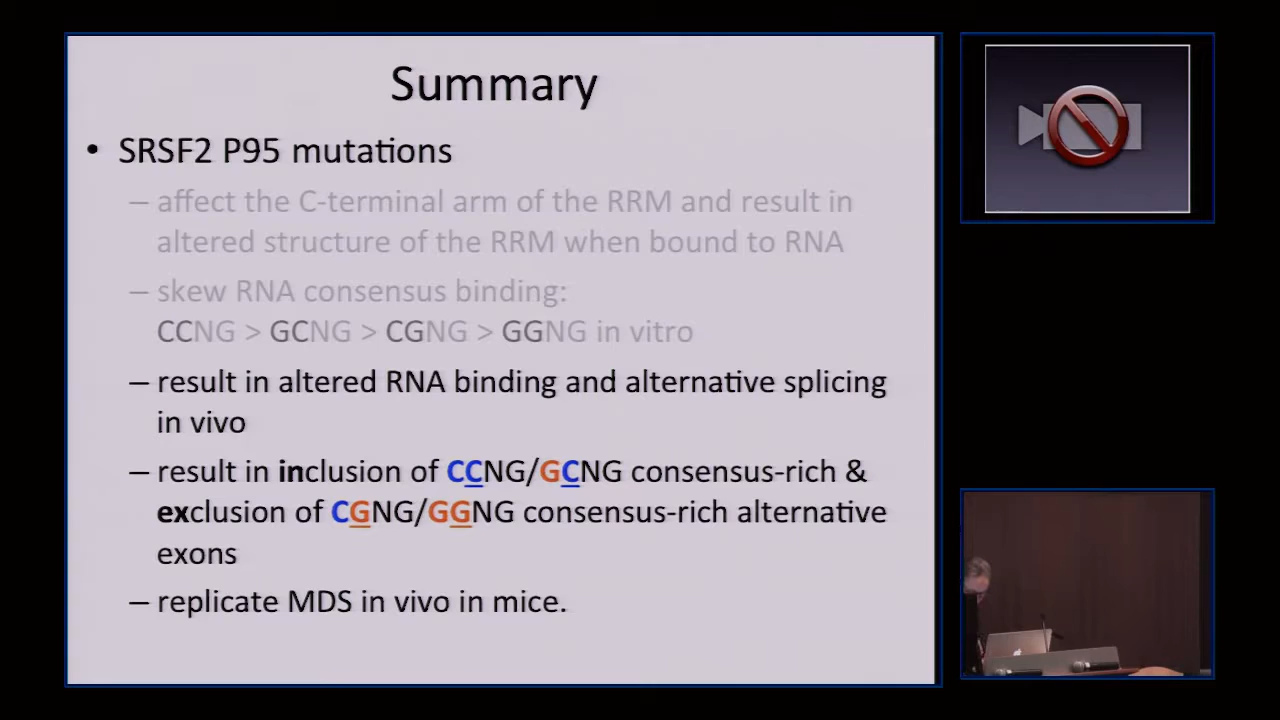 Summary
• SRSF2 P95 mutations
– affect the C-terminal arm of the RRM and result in
altered structure of the RRM when bound to RNA
– skew RNA consensus binding:
CCNG > GCNG > CGNG > GGNG in vitro
– result in altered RNA binding and alternative splicing
in vivo
– result in inclusion of CCNG/GCNG consensus-rich &
exclusion of CGNG/GGNG consensus-rich alternative
exons
– replicate MDS in vivo in mice.